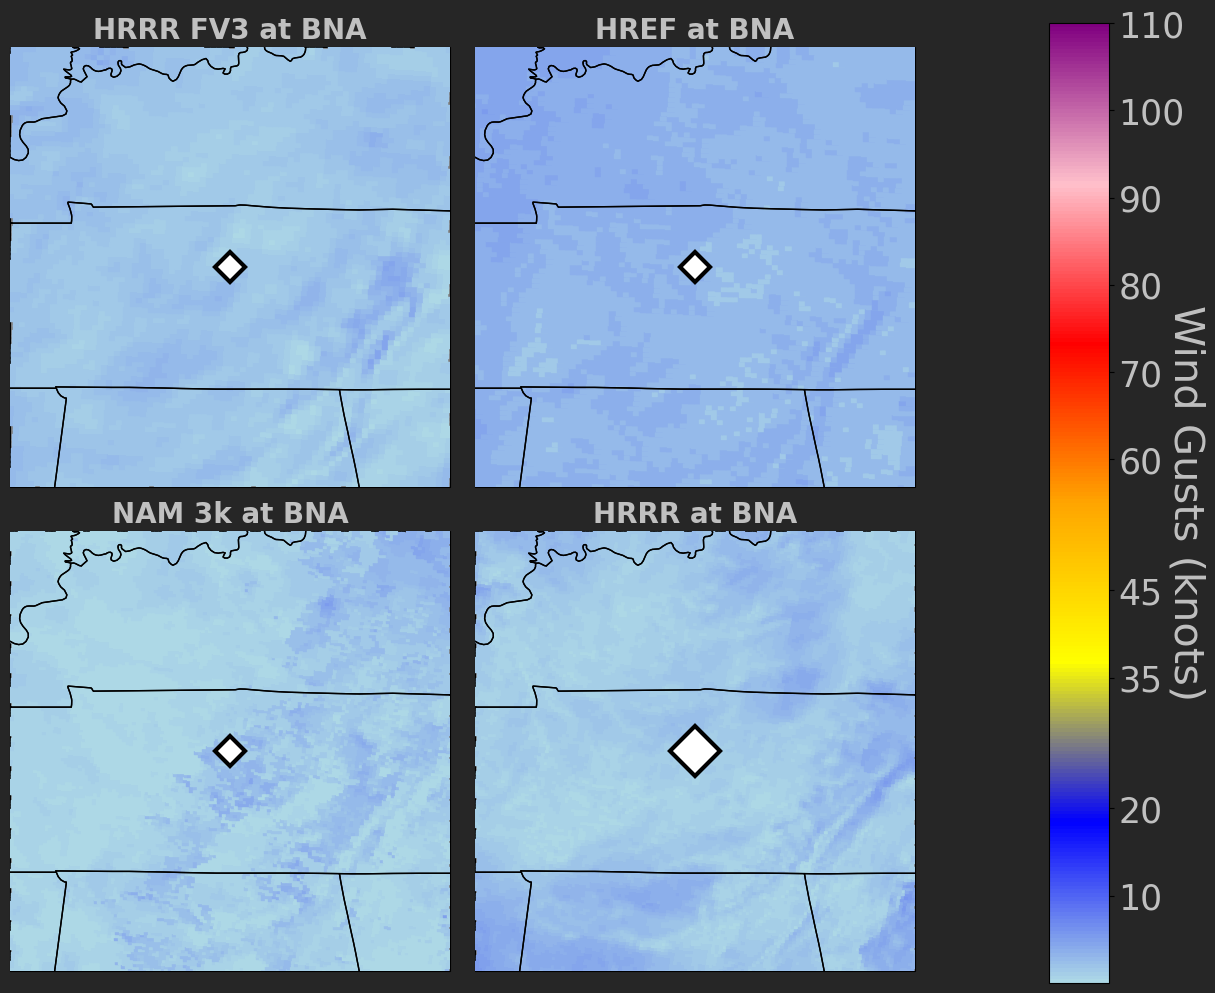 HRRR FV3 at BNA
HREF at BNA
NAM 3k at BNA
HRRR at BNA
110
100
90
80
70
60
45
35
20
10
Wind Gusts (knots)